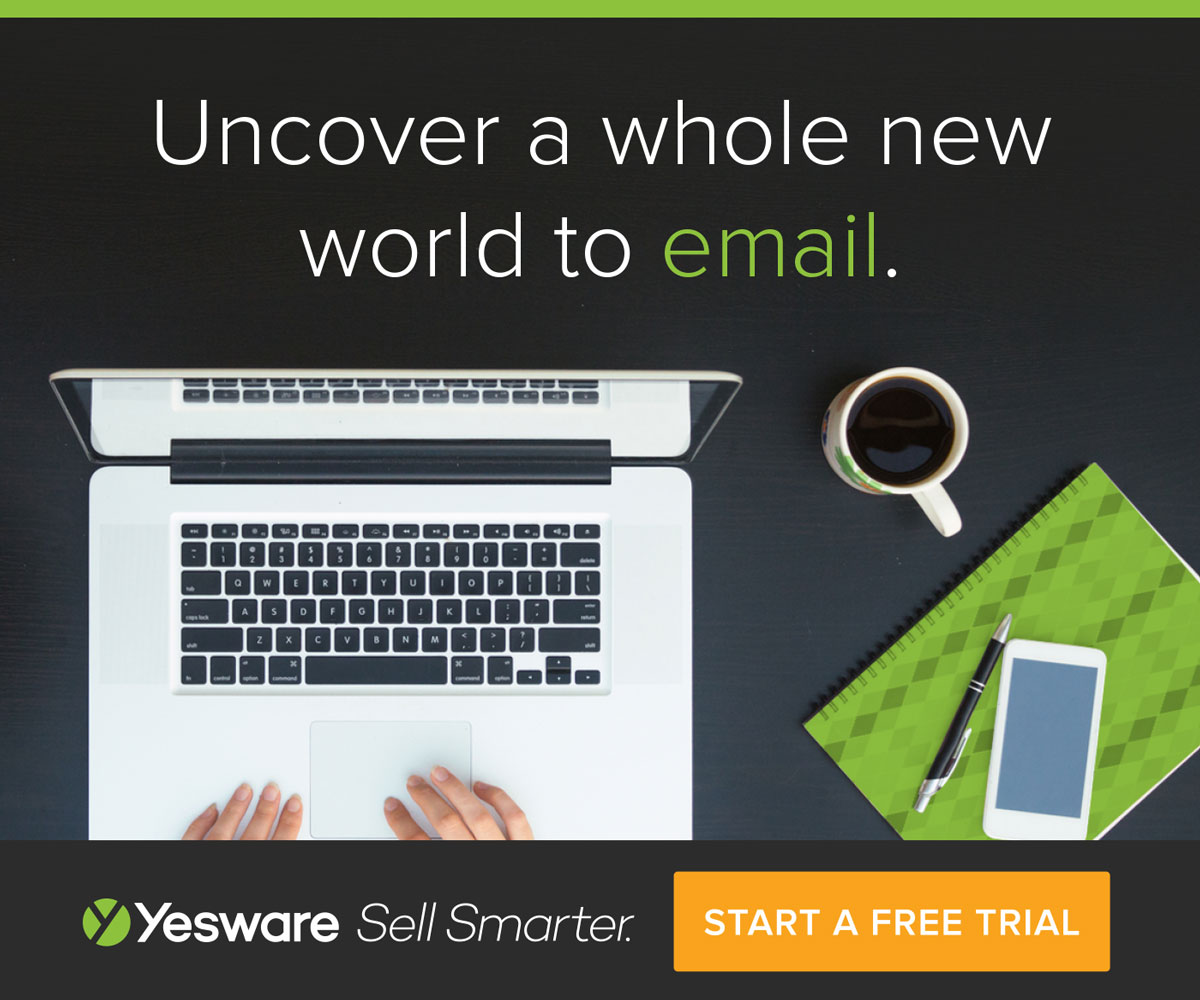 Uncover a whole new
world to email.
Yesware Sell Smarter.
START A FREE TRIAL